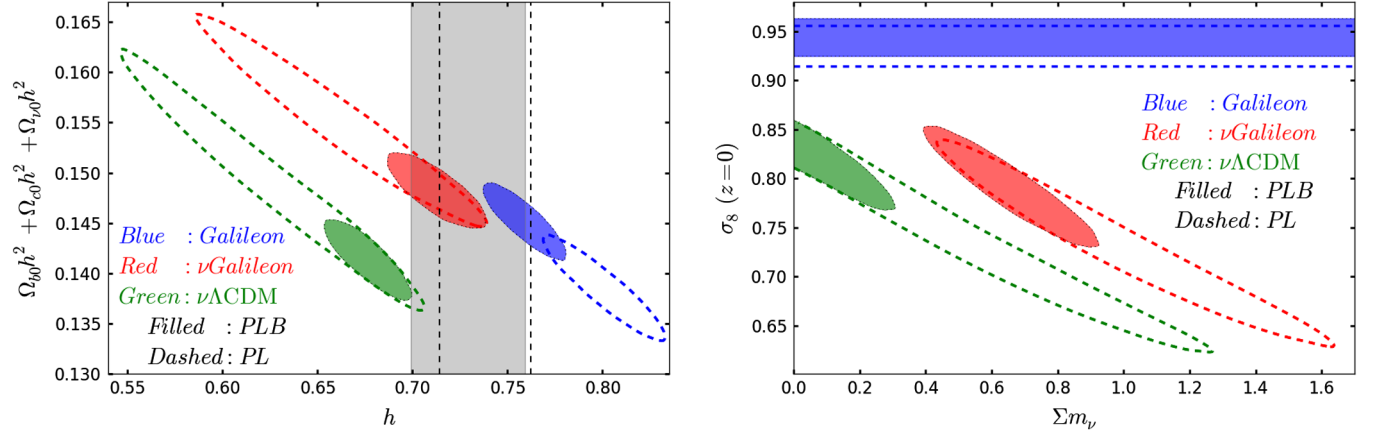 0.165
0.160
0.155
0.150
0.145
0.140
0.135
0.130
Ω_{b0}h² + Ω_{c0}h² + Ω_{ν0}h²
Blue : Galileon
Red : νGalileon
Green : νΛCDM
Filled : PLB
Dashed : PL
0.55 0.60 0.65 0.70 0.75 0.80
h
0.95
0.90
0.85
0.80
0.75
0.70
0.65
σ₈ (z=0)
Blue : Galileon
Red : νGalileon
Green : νΛCDM
Filled : PLB
Dashed : PL
0.0 0.2 0.4 0.6 0.8 1.0 1.2 1.4 1.6
Σm_ν